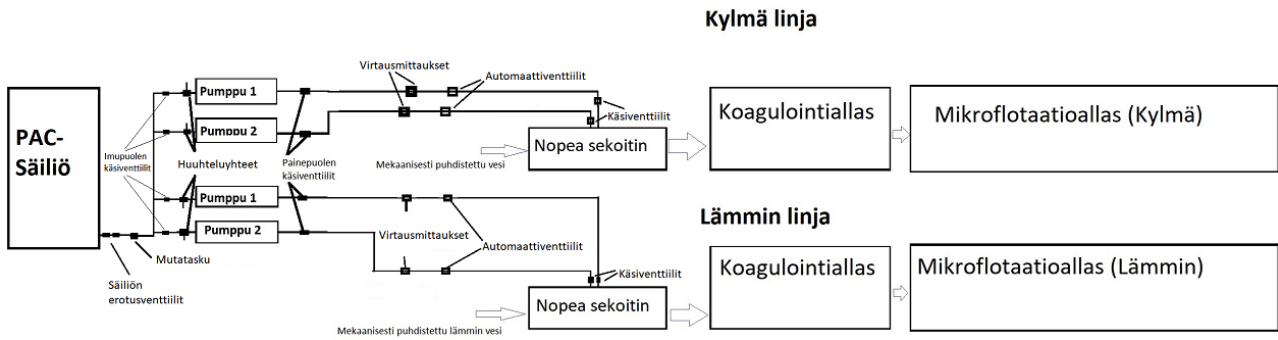 Kylmä linja
Virtausmittaukset
Automaattiventtiilit
Pumppu 1
PAC-
Säiliö
Pumppu 2
Käsiventtiilit
Koagulointiallas
Mikroflotaatioallas (Kylmä)
Nopea sekoitin
Imupuolen
käsiventtiilit
Huuhteluyhteet
Painepuolen
käsiventtiilit
Mekaanisesti puhdistettu vesi
Pumppu 1
Lämmin linja
Pumppu 2
Virtausmittaukset
Automaattiventtiilit
Mutatasku
Säiliön
erotusventtiilit
Käsiventtiilit
Koagulointiallas
Mikroflotaatioallas (Lämmin)
Nopea sekoitin
Mekaanisesti puhdistettu lämmin vesi